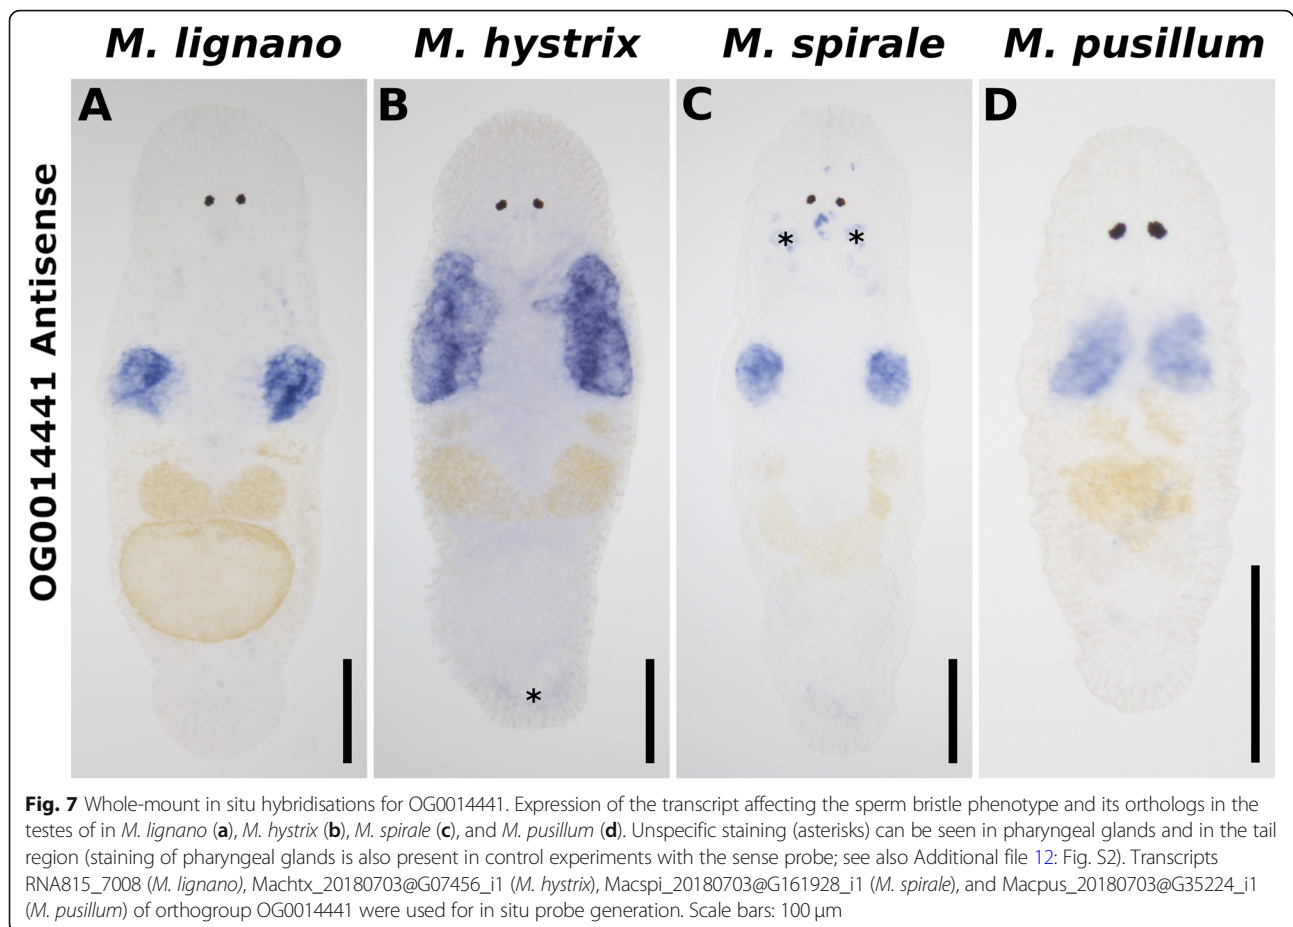 M. lignano M. hystrix M. spirale M. pusillum
A B C D
OG0014441 Antisense
* * *
Fig. 7 Whole-mount in situ hybridisations for OG0014441. Expression of the transcript affecting the sperm bristle phenotype and its orthologs in the
testes of in M. lignano (a), M. hystrix (b), M. spirale (c), and M. pusillum (d). Unspecific staining (asterisks) can be seen in pharyngeal glands and in the tail
region (staining of pharyngeal glands is also present in control experiments with the sense probe; see also Additional file 12: Fig. S2). Transcripts
RNA815_7008 (M. lignano), Machtx_20180703@G07456_i1 (M. hystrix), Macspi_20180703@G161928_i1 (M. spirale), and Macpus_20180703@G35224_i1
(M. pusillum) of orthogroup OG0014441 were used for in situ probe generation. Scale bars: 100 μm